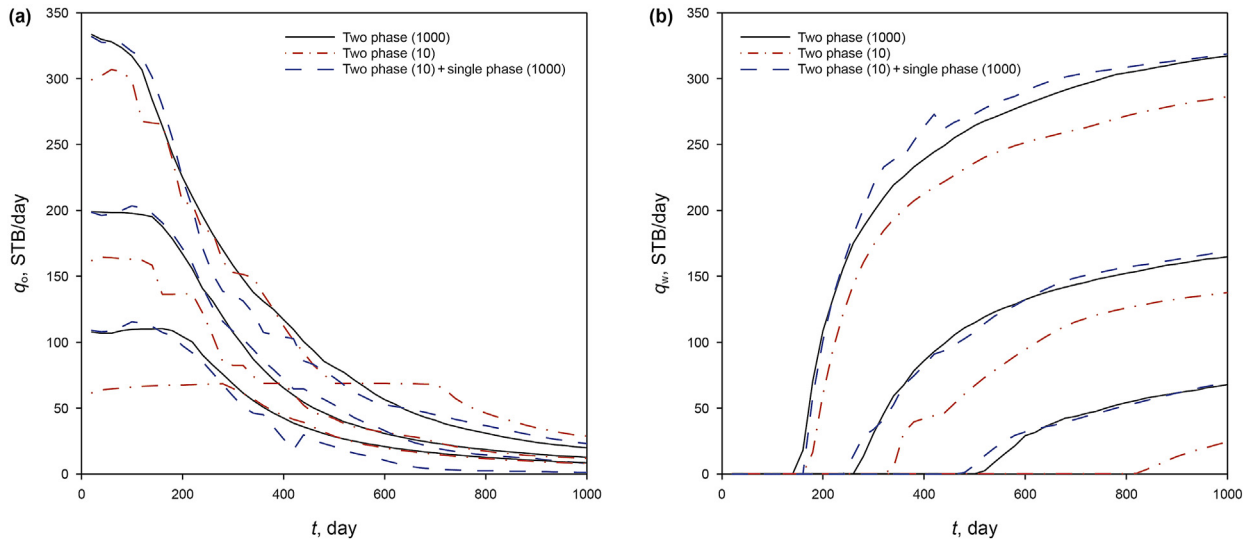 (a)
350
300
250
200
150
100
50
0
qo, STB/day
0
200
400
600
800
1000
t, day
Two phase (1000)
Two phase (10)
Two phase (10) + single phase (1000)
(b)
350
300
250
200
150
100
50
0
qw, STB/day
0
200
400
600
800
1000
t, day
Two phase (1000)
Two phase (10)
Two phase (10) + single phase (1000)